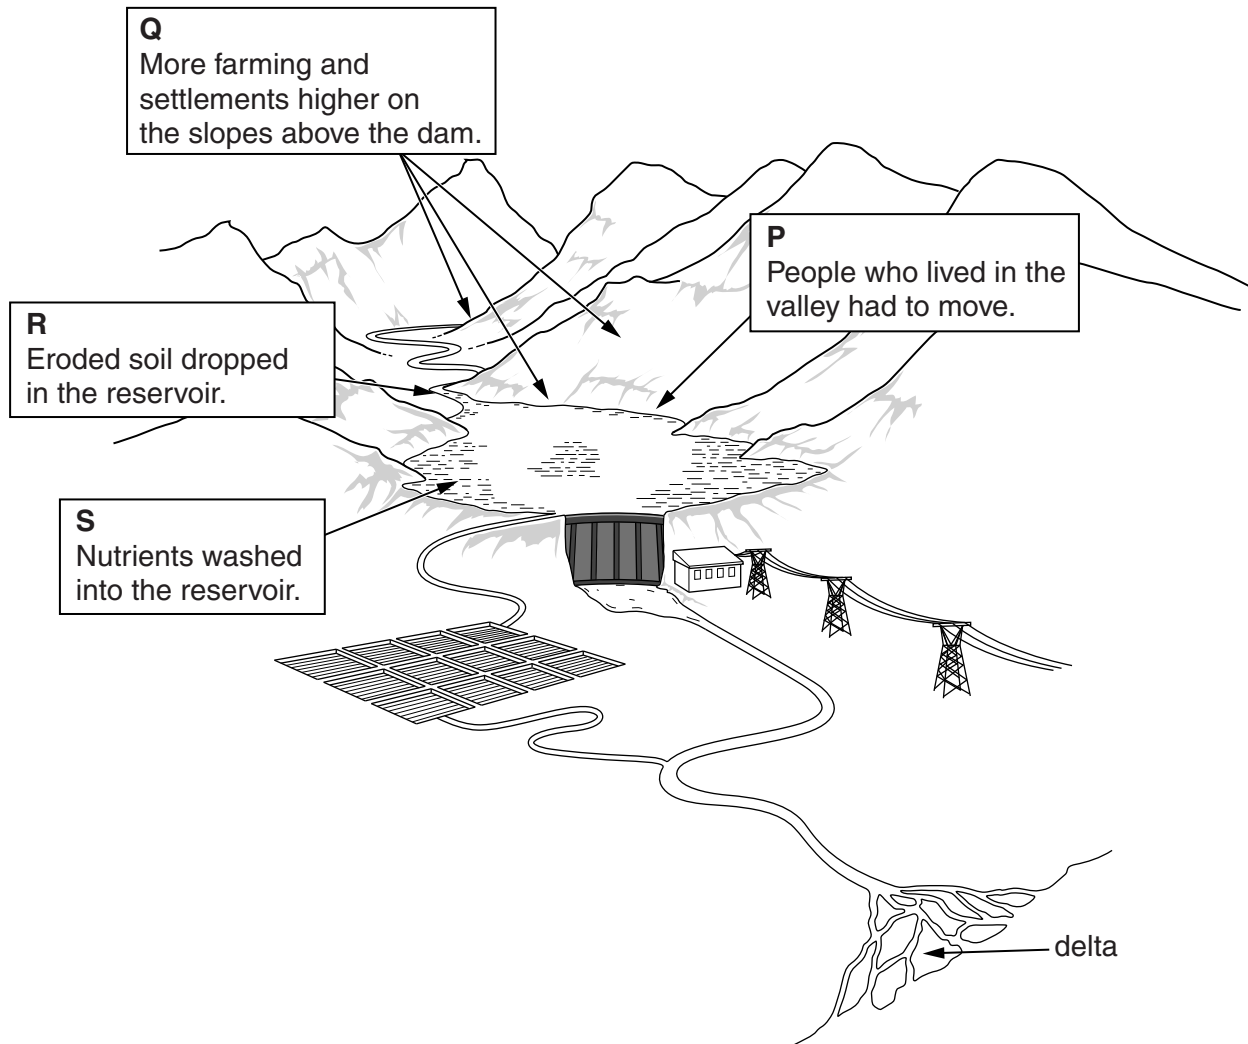 Q
More farming and
settlements higher on
the slopes above the dam.
P
People who lived in the
valley had to move.
R
Eroded soil dropped
in the reservoir.
S
Nutrients washed
into the reservoir.
delta